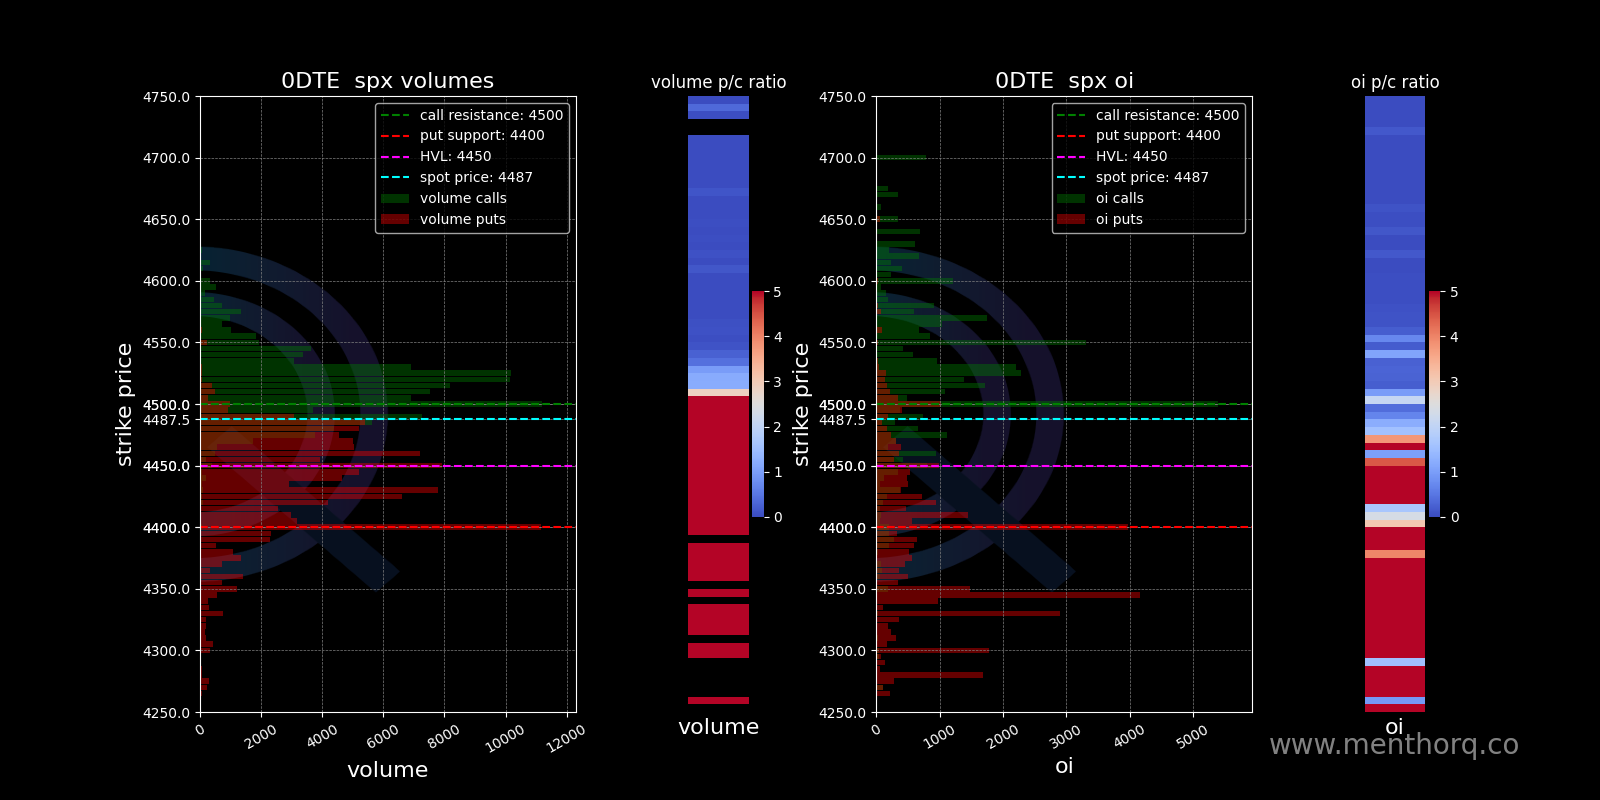 0DTE  spx volumes
4750.0
4700.0
4650.0
4600.0
4550.0
4500.0
4487.5
4450.0
4400.0
4350.0
4300.0
4250.0
strike price
call resistance: 4500
put support: 4400
HVL: 4450
spot price: 4487
volume calls
volume puts
0
2000
4000
6000
8000
10000
12000
volume
volume p/c ratio
5
4
3
2
1
0
volume
0DTE  spx oi
4750.0
4700.0
4650.0
4600.0
4550.0
4500.0
4487.5
4450.0
4400.0
4350.0
4300.0
4250.0
strike price
call resistance: 4500
put support: 4400
HVL: 4450
spot price: 4487
oi calls
oi puts
0
1000
2000
3000
4000
5000
oi
oi p/c ratio
5
4
3
2
1
0
oi
www.menthorq.co